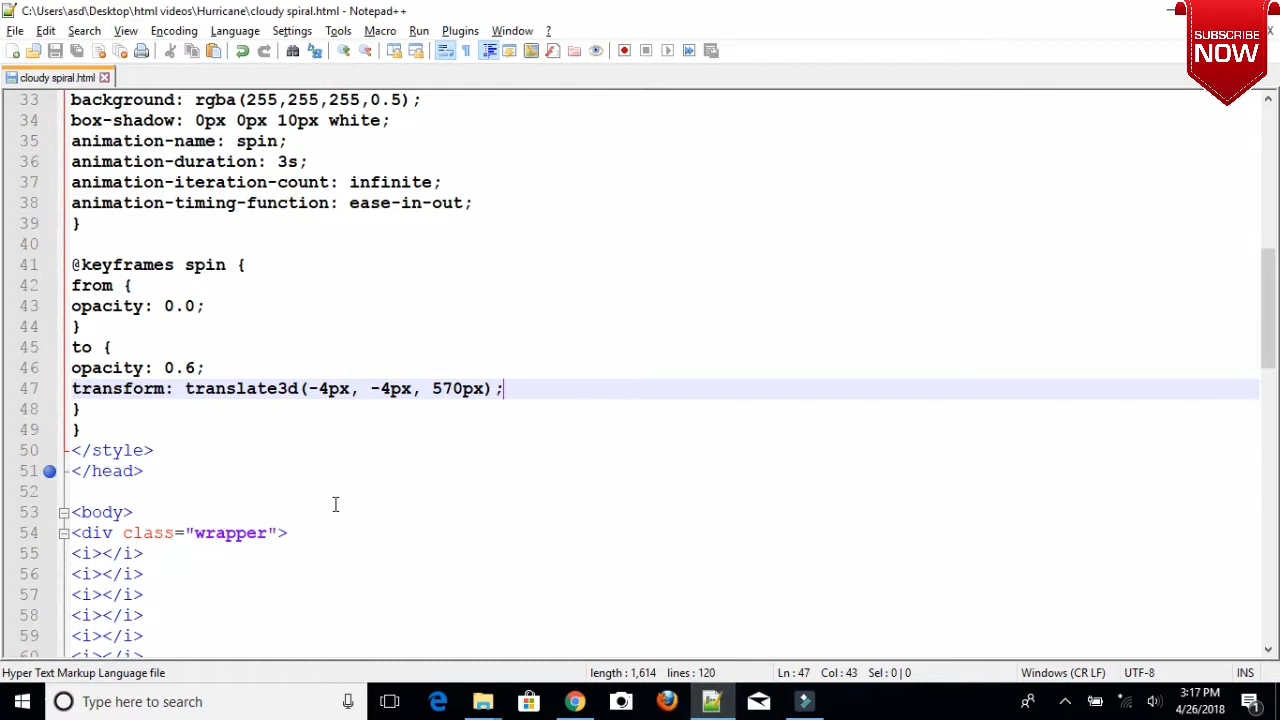 C:\Users\asd\Desktop\html videos\Hurricane\cloudy spiral.html - Notepad++
File Edit Search View Encoding Language Settings Tools Macro Run Plugins Window ?
SUBSCRIBE
NOW
cloudy spiral.html
33 background: rgba(255,255,255,0.5);
34 box-shadow: 0px 0px 10px white;
35 animation-name: spin;
36 animation-duration: 3s;
37 animation-iteration-count: infinite;
38 animation-timing-function: ease-in-out;
39 }
40
41 @keyframes spin {
42 from {
43 opacity: 0.0;
44 }
45 to {
46 opacity: 0.6;
47 transform: translate3d(-4px, -4px, 570px);
48 }
49 }
50 </style>
51 </head>
52
53 <body>
54 <div class="wrapper">
55 <i></i>
56 <i></i>
57 <i></i>
58 <i></i>
59 <i></i>
60 <i></i>
Hyper Text Markup Language file length : 1,614 lines : 120 Ln : 47 Col : 43 Sel : 0 | 0 Windows (CR LF) UTF-8 INS
Type here to search
3:17 PM
4/26/2018
1